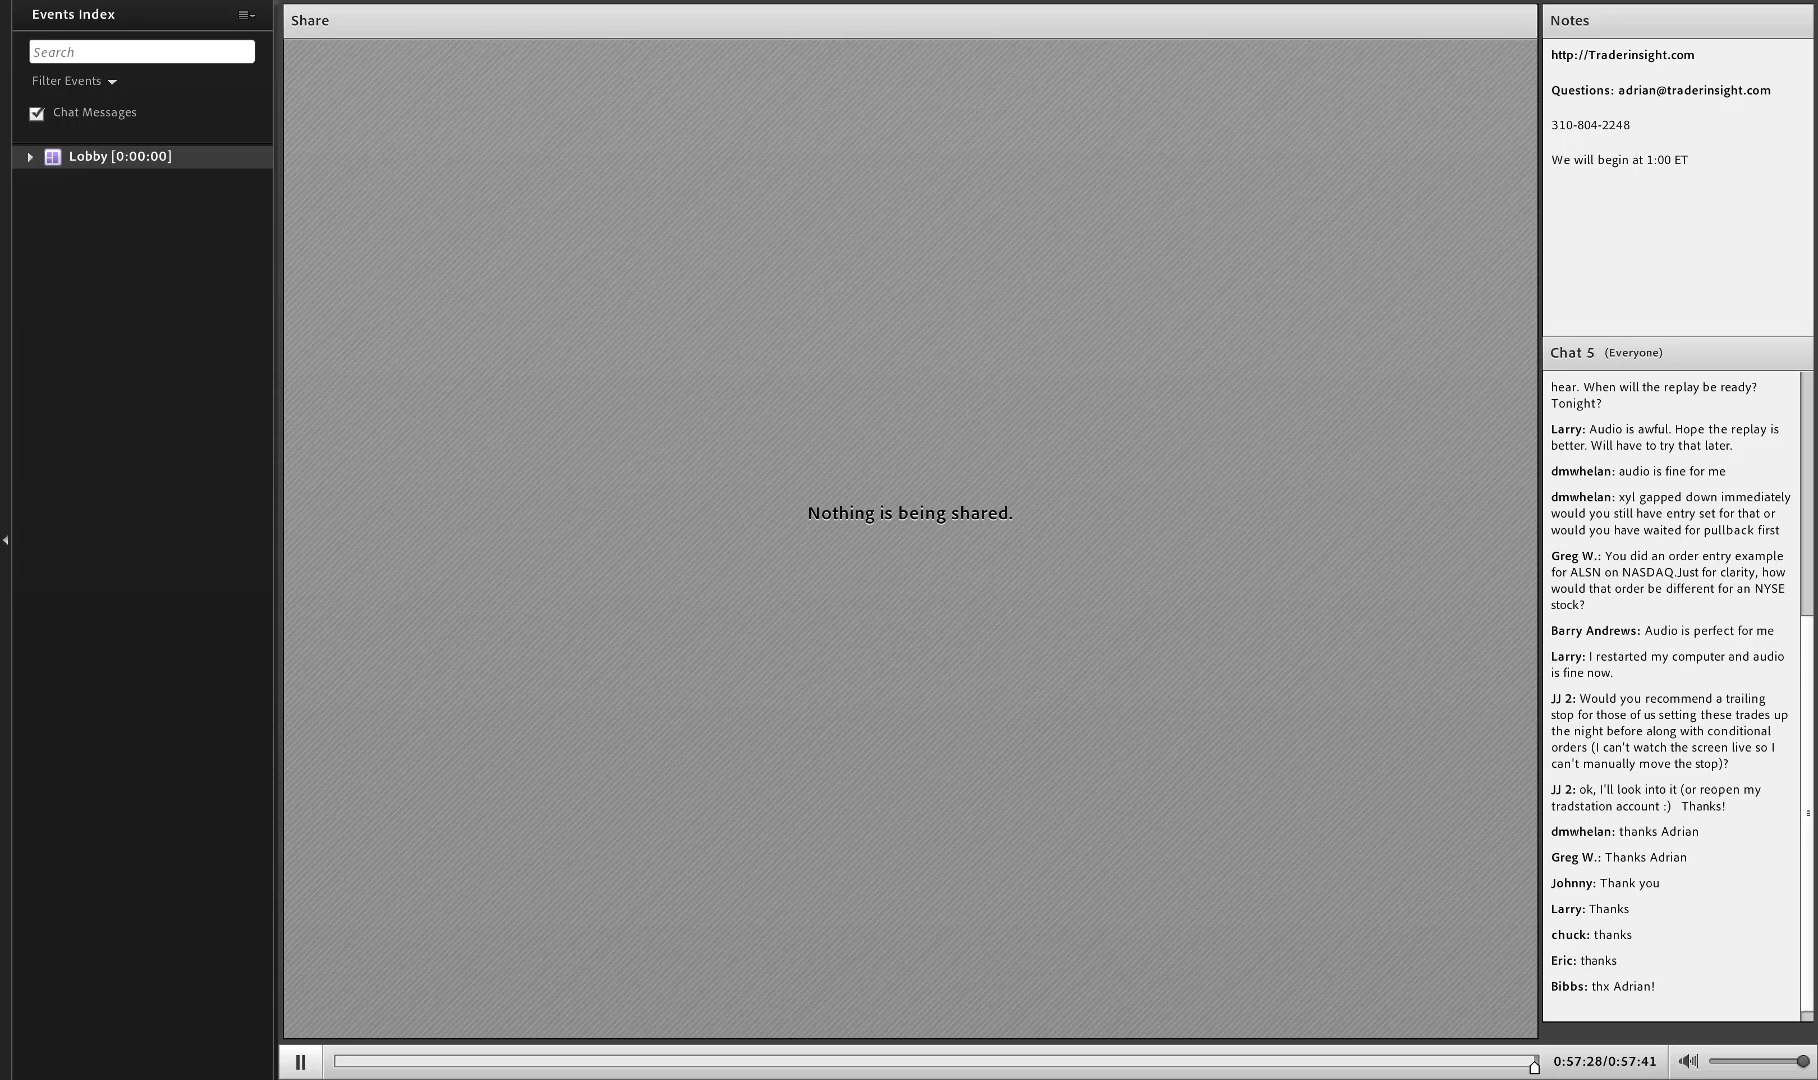 Events Index
Search
Filter Events
Chat Messages
Lobby [0:00:00]
Share
Nothing is being shared.
Notes
http://Traderinsight.com
Questions: adrian@traderinsight.com
310-804-2248
We will begin at 1:00 ET
Chat 5 (Everyone)
hear. When will the replay be ready?
Tonight?
Larry: Audio is awful. Hope the replay is
better. Will have to try that later.
dmwhelan: audio is fine for me
dmwhelan: xyl gapped down immediately
would you still have entry set for that or
would you have waited for pullback first
Greg W.: You did an order entry example
for ALSN on NASDAQ.Just for clarity, how
would that order be different for an NYSE
stock?
Barry Andrews: Audio is perfect for me
Larry: I restarted my computer and audio
is fine now.
JJ 2: Would you recommend a trailing
stop for those of us setting these trades up
the night before along with conditional
orders (I can't watch the screen live so I
can't manually move the stop)?
JJ 2: ok, I'll look into it (or reopen my
tradstation account :)   Thanks!
dmwhelan: thanks Adrian
Greg W.: Thanks Adrian
Johnny: Thank you
Larry: Thanks
chuck: thanks
Eric: thanks
Bibbs: thx Adrian!
0:57:28/0:57:41